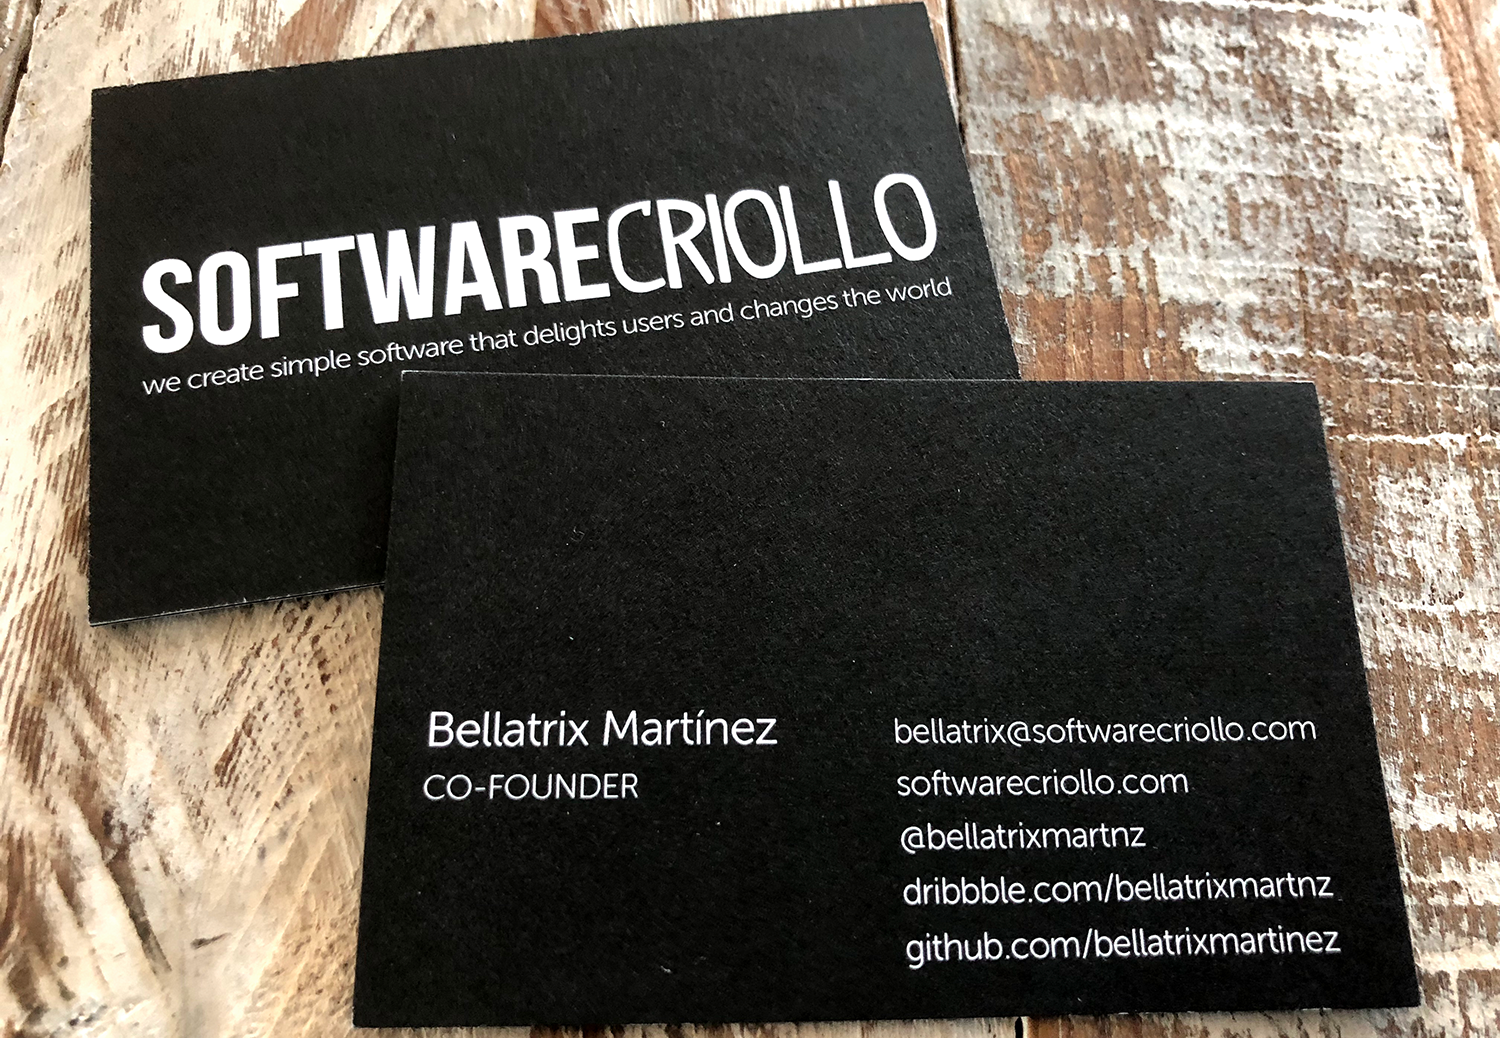 SOFTWARECRIOLLO
we create simple software that delights users and changes the world
Bellatrix Martínez
CO-FOUNDER
bellatrix@softwarecriollo.com
softwarecriollo.com
@bellatrixmartnz
dribbble.com/bellatrixmartnz
github.com/bellatrixmartinez